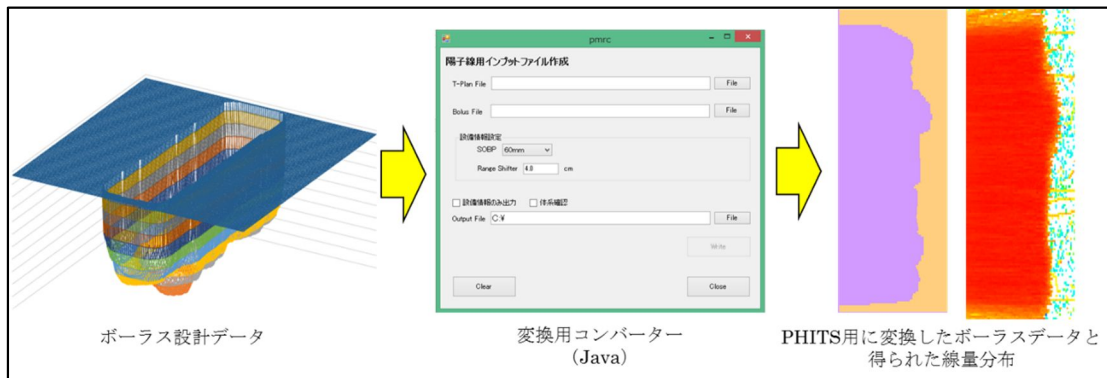 pmrc
陽子線用インプットファイル作成
T-Plan File
File
Bolus File
File
設備情報設定
SOBP 60mm
Range Shifter 4.8 cm
設備情報のみ出力 体系確認
Output File C:¥
File
Write
Clear
Close
ボーラス設計データ
変換用コンバーター
(Java)
PHITS用に変換したボーラスデータと
得られた線量分布